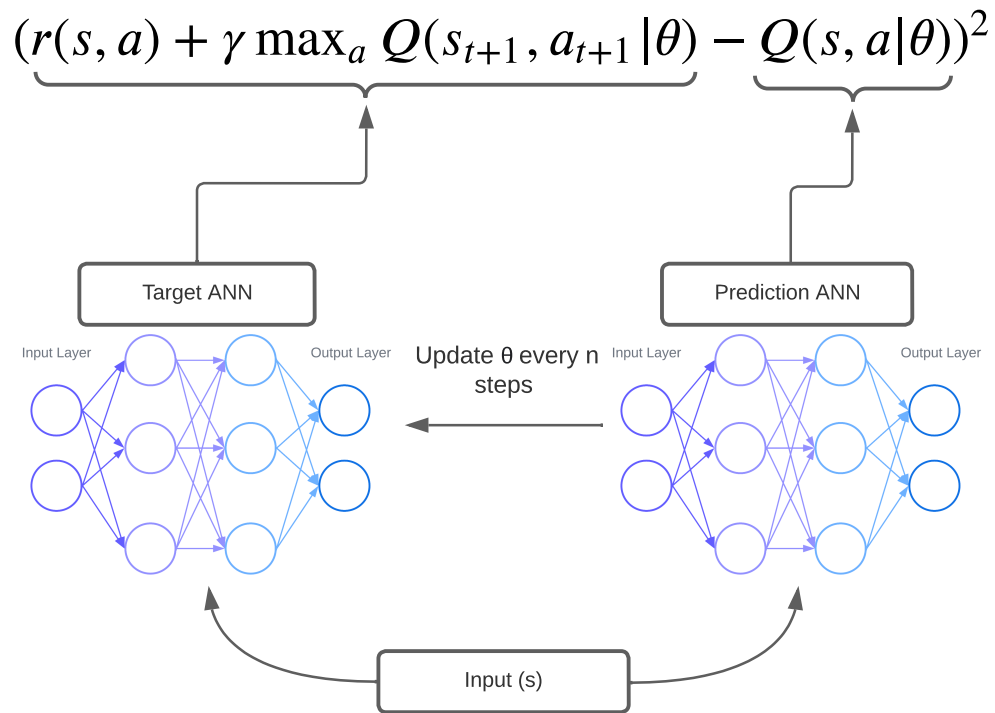 (r(s, a) + γ maxₐ Q(sₜ₊₁, aₜ₊₁|θ) − Q(s, a|θ))²
Target ANN
Prediction ANN
Input Layer
Output Layer
Update θ every n
steps
Input Layer
Output Layer
Input (s)